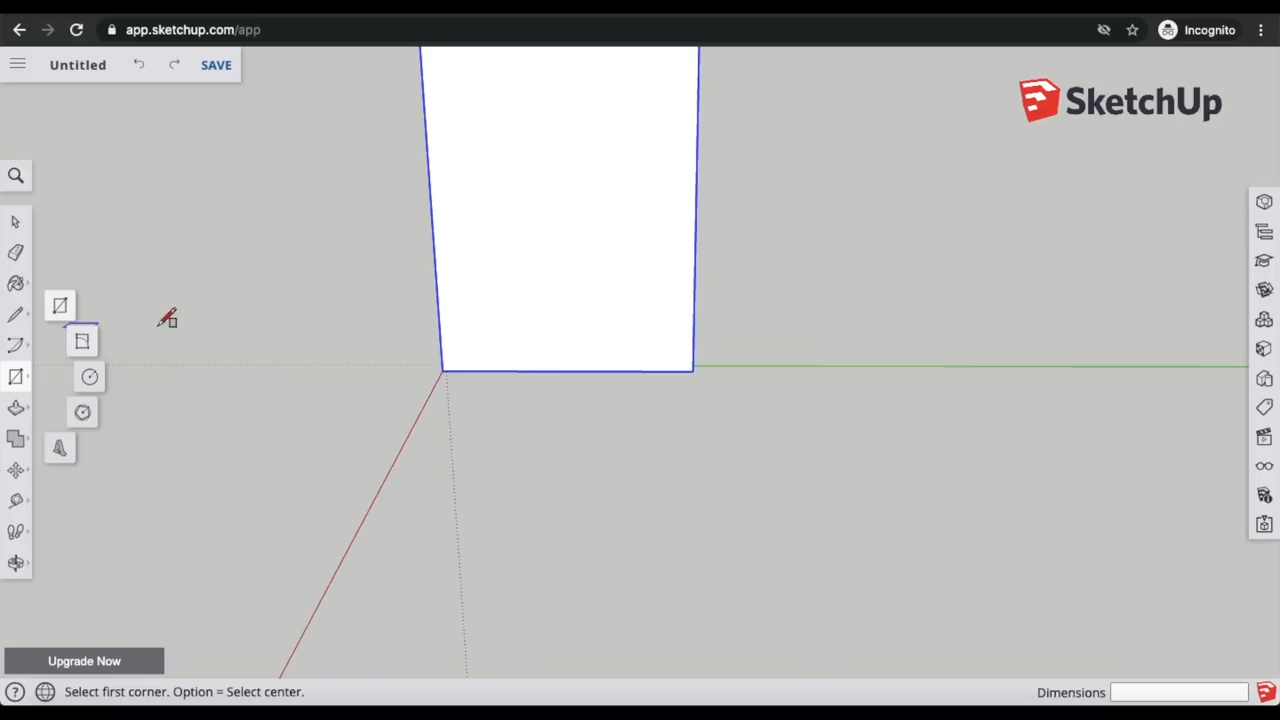 app.sketchup.com/app
Incognito
Untitled
SAVE
SketchUp
Upgrade Now
? Select first corner. Option = Select center.
Dimensions